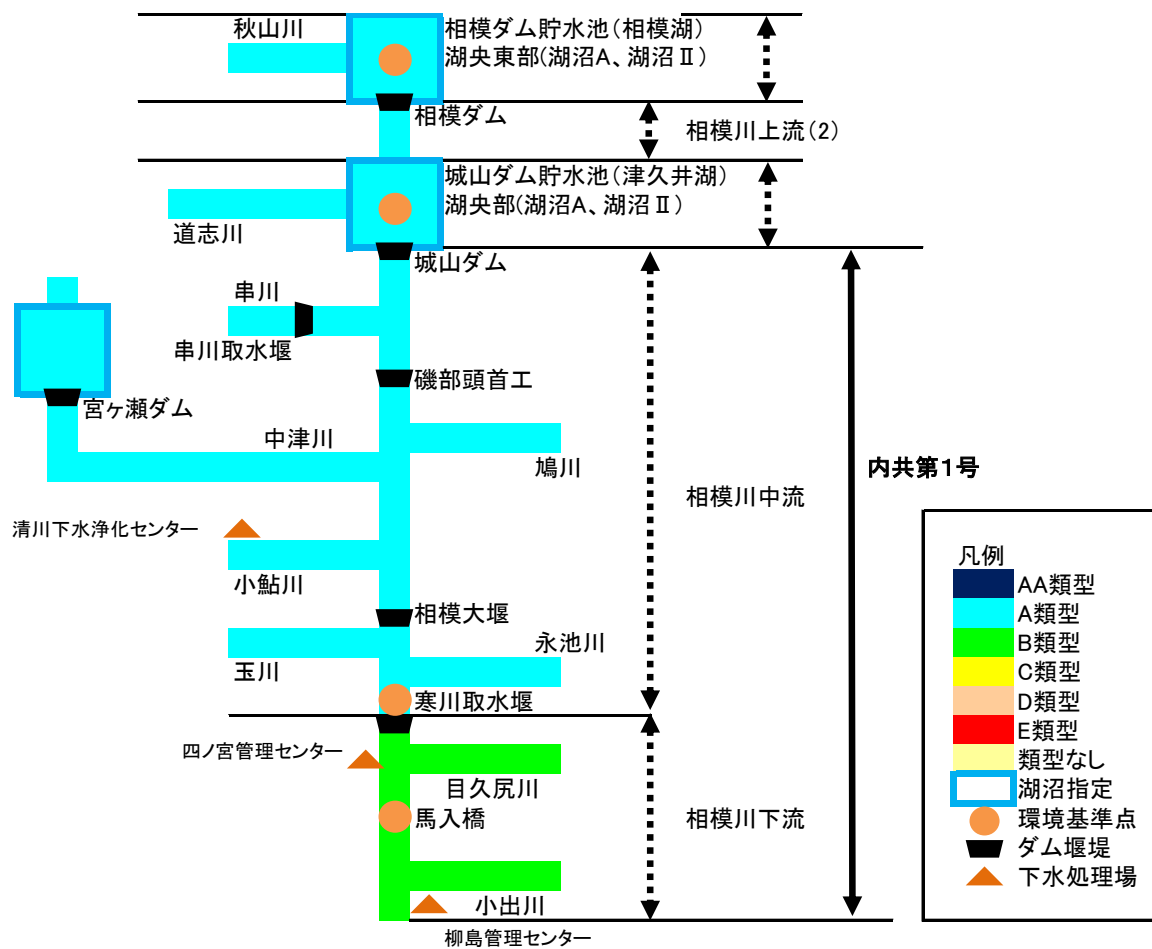 秋山川
相模ダム貯水池(相模湖)
湖央東部(湖沼A、湖沼Ⅱ)
相模ダム
相模川上流(2)
城山ダム貯水池(津久井湖)
湖央部(湖沼A、湖沼Ⅱ)
道志川
城山ダム
串川
串川取水堰
磯部頭首工
宮ヶ瀬ダム
中津川
鳩川
内共第1号
相模川中流
清川下水浄化センター
小鮎川
相模大堰
永池川
玉川
寒川取水堰
四ノ宮管理センター
目久尻川
馬入橋
相模川下流
小出川
柳島管理センター
凡例
AA類型
A類型
B類型
C類型
D類型
E類型
類型なし
湖沼指定
環境基準点
ダム堰堤
下水処理場